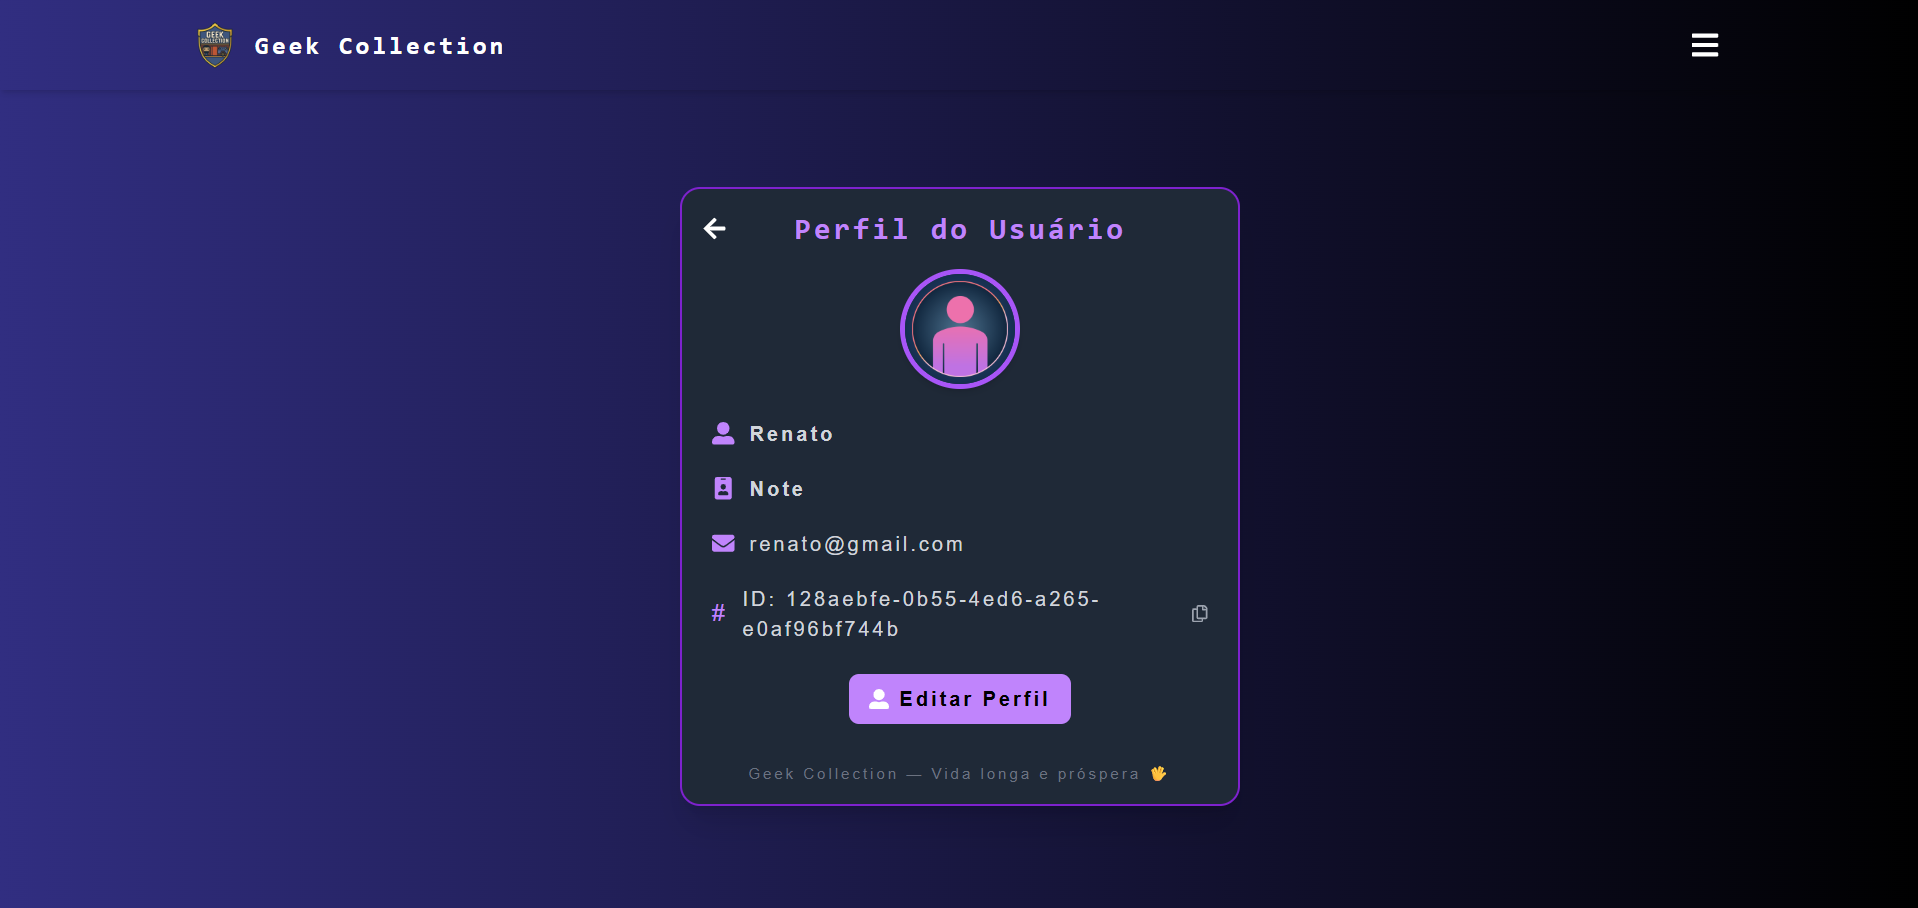 GEEK
COLLECTION
Geek Collection
Perfil do Usuário
Renato
Note
renato@gmail.com
# ID: 128aebfe-0b55-4ed6-a265-
e0af96bf744b
Editar Perfil
Geek Collection — Vida longa e próspera 🖖